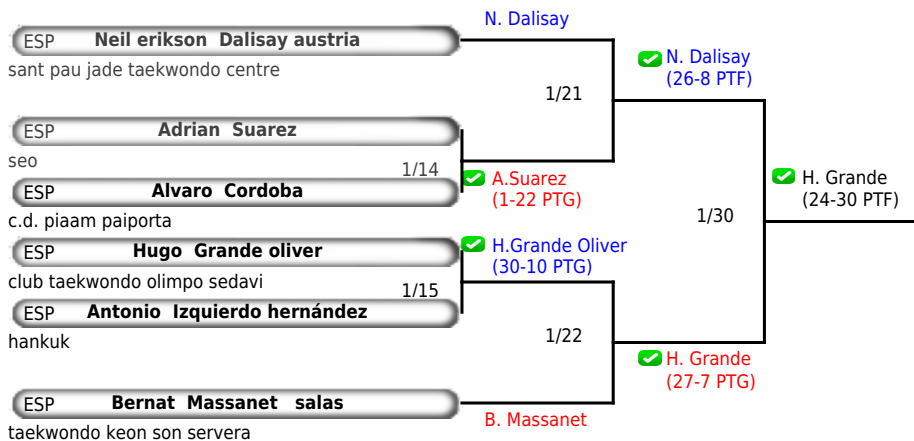 N. Dalisay
ESP Neil erikson Dalisay austria
sant pau jade taekwondo centre
N. Dalisay
(26-8 PTF)
1/21
ESP Adrian Suarez
seo
1/14
A.Suarez
(1-22 PTG)
ESP Alvaro Cordoba
c.d. piaam paiporta
H. Grande
(24-30 PTF)
1/30
ESP Hugo Grande oliver
club taekwondo olimpo sedavi
H.Grande Oliver
(30-10 PTG)
1/15
ESP Antonio Izquierdo hernández
hankuk
1/22
H. Grande
(27-7 PTG)
ESP Bernat Massanet salas
taekwondo keon son servera
B. Massanet